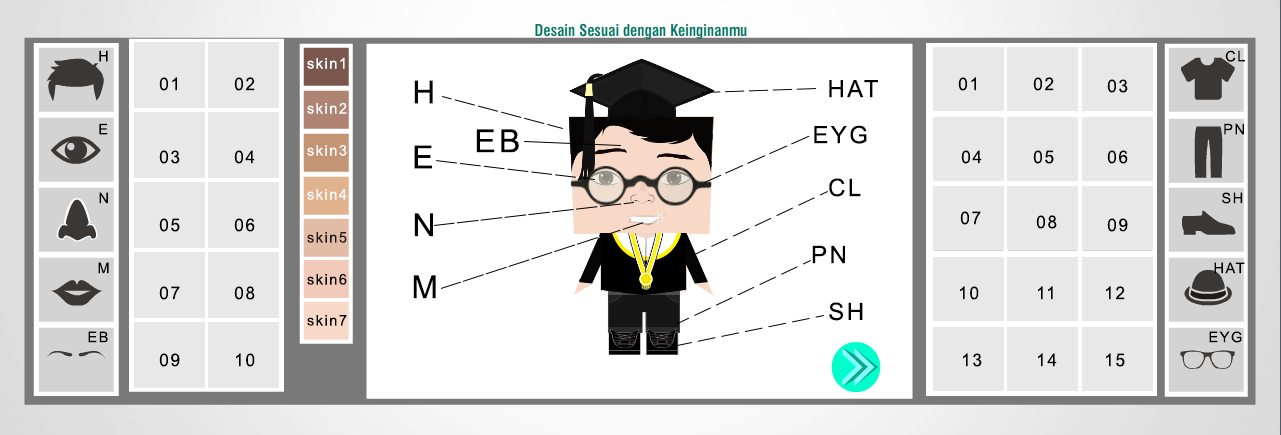 Desain Sesuai dengan Keinginanmu
H
E
N
M
EB
01 02
03 04
05 06
07 08
09 10
skin1
skin2
skin3
skin4
skin5
skin6
skin7
H
EB
E
N
M
HAT
EYG
CL
PN
SH
01 02 03
04 05 06
07 08 09
10 11 12
13 14 15
CL
PN
SH
HAT
EYG